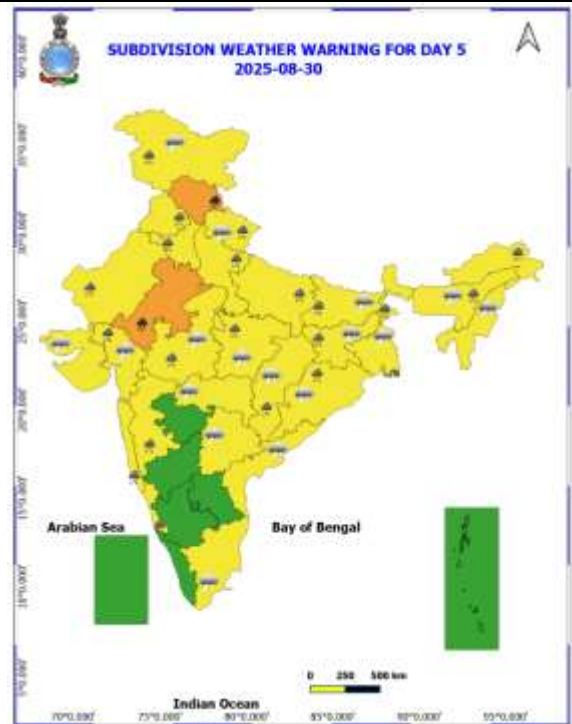 SUBDIVISION WEATHER WARNING FOR DAY 5
2025-08-30
Arabian Sea
Bay of Bengal
0 250 500 km
Indian Ocean
70°0.000' 75°0.000' 80°0.000' 85°0.000' 90°0.000' 95°0.000'